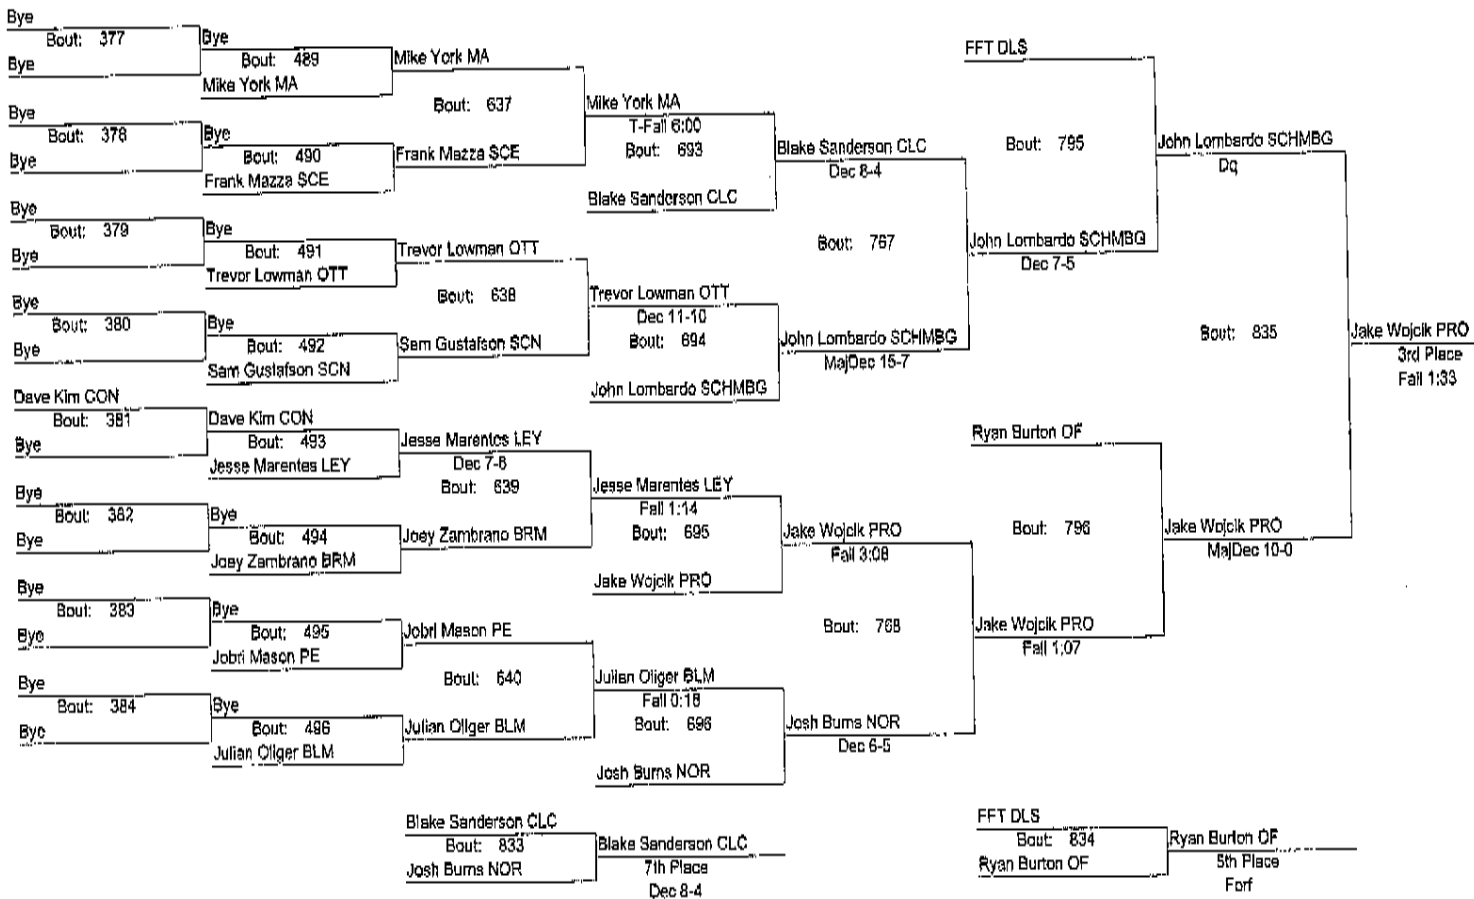 Bye
Bout: 377
Bye
Bye
Bout: 489
Mike York MA
Bye
Bout: 378
Bye
Bye
Bout: 490
Frank Mazza SCE
Mike York MA
Bout: 637
Frank Mazza SCE
Bye
Bout: 379
Bye
Bye
Bout: 491
Trevor Lowman OTT
Bye
Bout: 380
Bye
Bye
Bout: 492
Sam Gustafson SCN
Trevor Lowman OTT
Bout: 638
Sam Gustafson SCN
Dave Kim CON
Bout: 381
Bye
Dave Kim CON
Bout: 493
Jesse Marentes LEY
Bye
Bout: 382
Bye
Bye
Bout: 494
Joey Zambrano BRM
Jesse Marentes LEY
Dec 7-6
Bout: 639
Joey Zambrano BRM
Bye
Bout: 383
Bye
Bye
Bout: 495
Jobri Mason PE
Bye
Bout: 384
Bye
Bye
Bout: 496
Julian Oliger BLM
Jobri Mason PE
Bout: 640
Julian Oliger BLM
Mike York MA
T-Fall 6:00
Bout: 693
Blake Sanderson CLC
Trevor Lowman OTT
Dec 11-10
Bout: 694
John Lombardo SCHMBG
Jesse Marentes LEY
Fall 1:14
Bout: 695
Jake Wojcik PRO
Julian Oliger BLM
Fall 0:18
Bout: 696
Josh Burns NOR
Blake Sanderson CLC
Dec 8-4
Bout: 767
John Lombardo SCHMBG
MajDec 15-7
Jake Wojcik PRO
Fall 3:08
Bout: 768
Josh Burns NOR
Dec 6-5
FFT DLS
Bout: 795
John Lombardo SCHMBG
Dec 7-5
Ryan Burton OF
Bout: 796
Jake Wojcik PRO
Fall 1:07
John Lombardo SCHMBG
Dq
Bout: 835
Jake Wojcik PRO
MajDec 10-0
Jake Wojcik PRO
3rd Place
Fall 1:33
Blake Sanderson CLC
Bout: 833
Josh Burns NOR
Blake Sanderson CLC
7th Place
Dec 8-4
FFT DLS
Bout: 834
Ryan Burton OF
Ryan Burton OF
5th Place
Forf